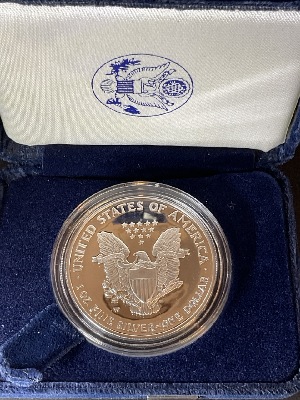 UNITED STATES OF AMERICA
1 OZ. FINE SILVER~ONE DOLLAR